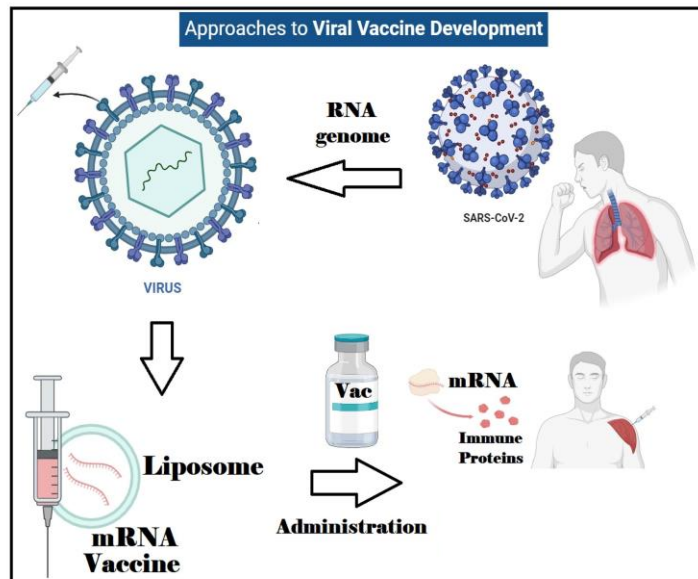 Approaches to Viral Vaccine Development
RNA
genome
SARS-CoV-2
VIRUS
Vac
mRNA
Immune
Proteins
Liposome
mRNA
Vaccine
Administration